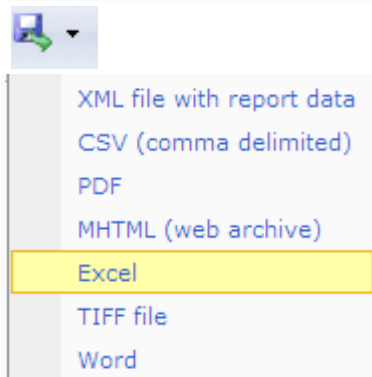 XML file with report data
CSV (comma delimited)
PDF
MHTML (web archive)
Excel
TIFF file
Word